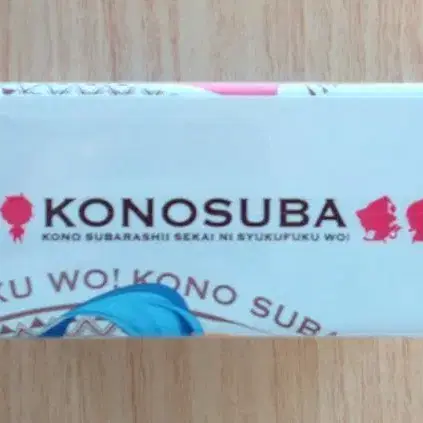 KONOSUBA
KONO SUBARASHII SEKAI NI SYUKUFUKU WO!
KU WO! KONO SUBA